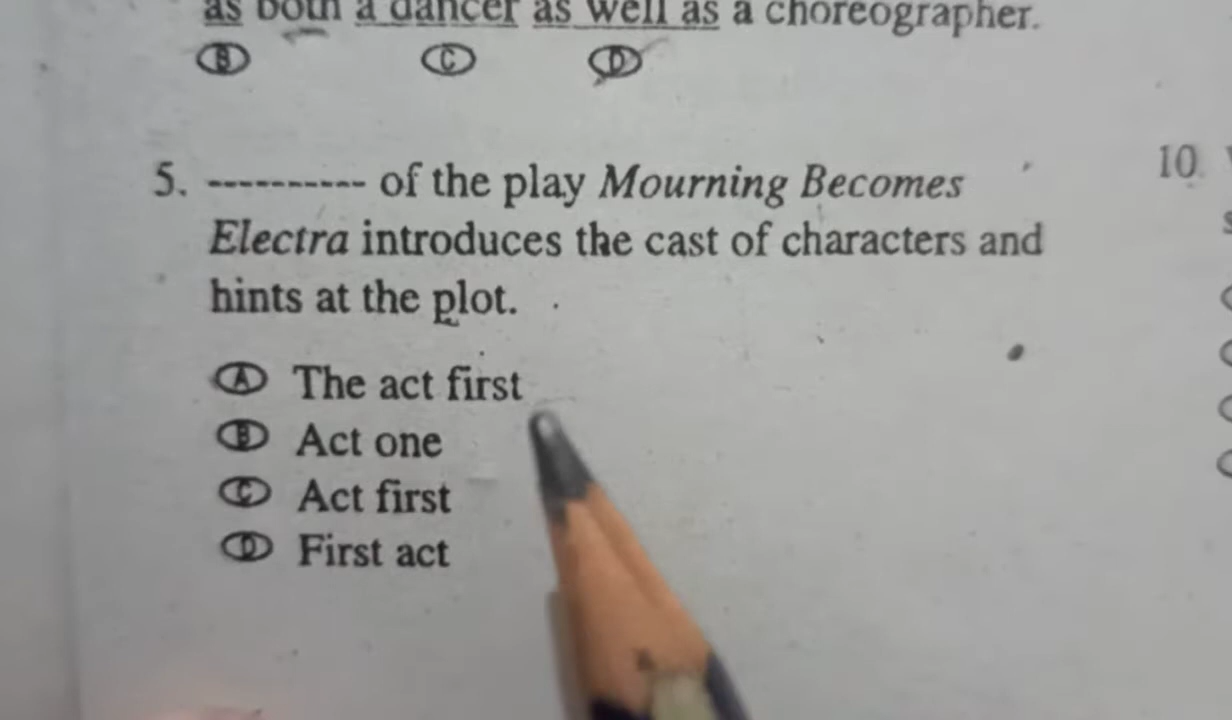 as both a dancer as well as a choreographer.
B C D
5. ---------- of the play Mourning Becomes
Electra introduces the cast of characters and
hints at the plot.
A The act first
B Act one
C Act first
D First act
10